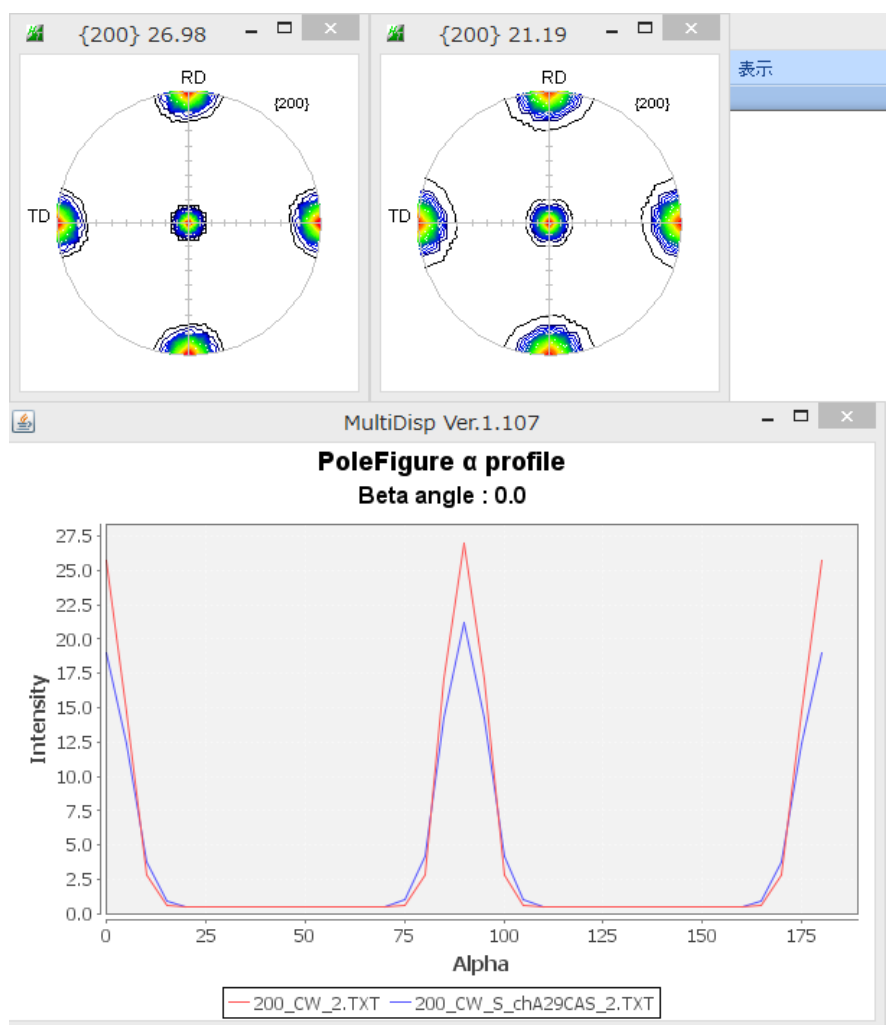 {200} 26.98
{200} 21.19
表示
RD
{200}
TD
RD
{200}
TD
MultiDisp Ver.1.107
PoleFigure α profile
Beta angle : 0.0
27.5
25.0
22.5
20.0
17.5
15.0
12.5
10.0
7.5
5.0
2.5
0.0
Intensity
0 25 50 75 100 125 150 175
Alpha
200_CW_2.TXT 200_CW_S_chA29CAS_2.TXT